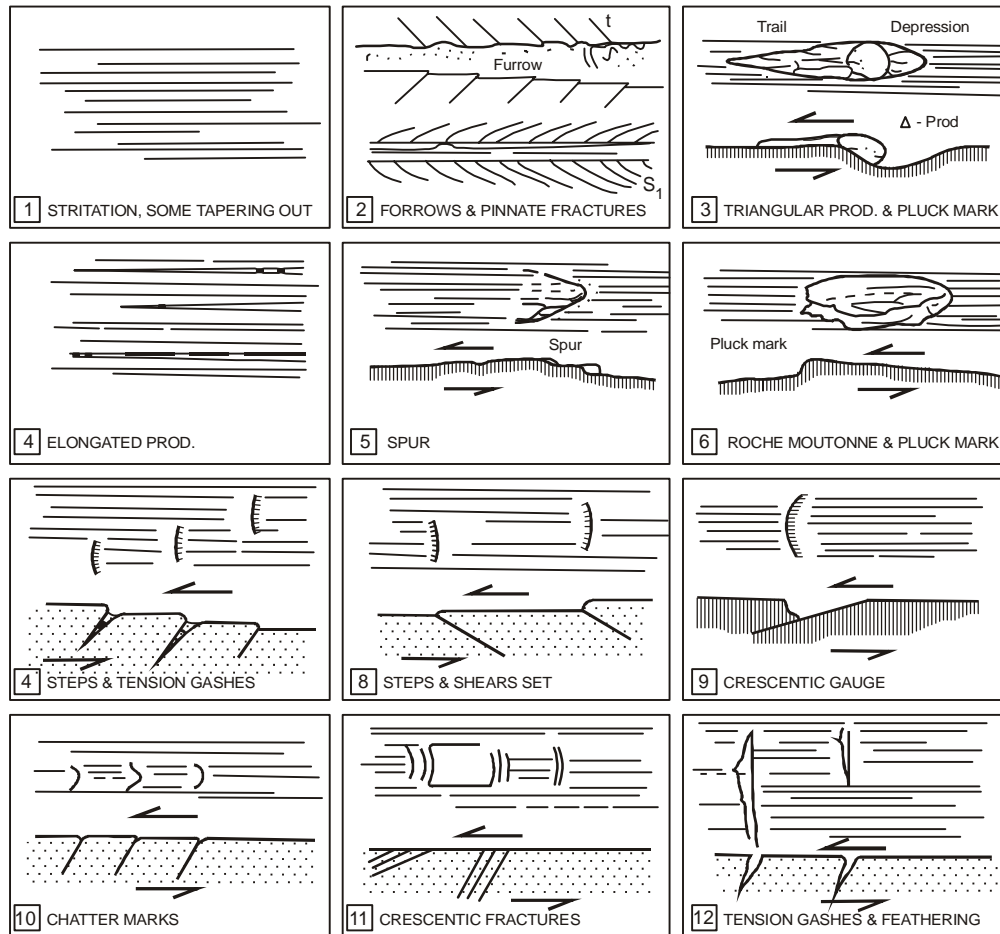 1 STRITATION, SOME TAPERING OUT
t
Furrow
S1
2 FORROWS & PINNATE FRACTURES
Trail Depression
Δ - Prod
3 TRIANGULAR PROD. & PLUCK MARK
4 ELONGATED PROD.
Spur
5 SPUR
Pluck mark
6 ROCHE MOUTONNE & PLUCK MARK
4 STEPS & TENSION GASHES
8 STEPS & SHEARS SET
9 CRESCENTIC GAUGE
10 CHATTER MARKS
11 CRESCENTIC FRACTURES
12 TENSION GASHES & FEATHERING